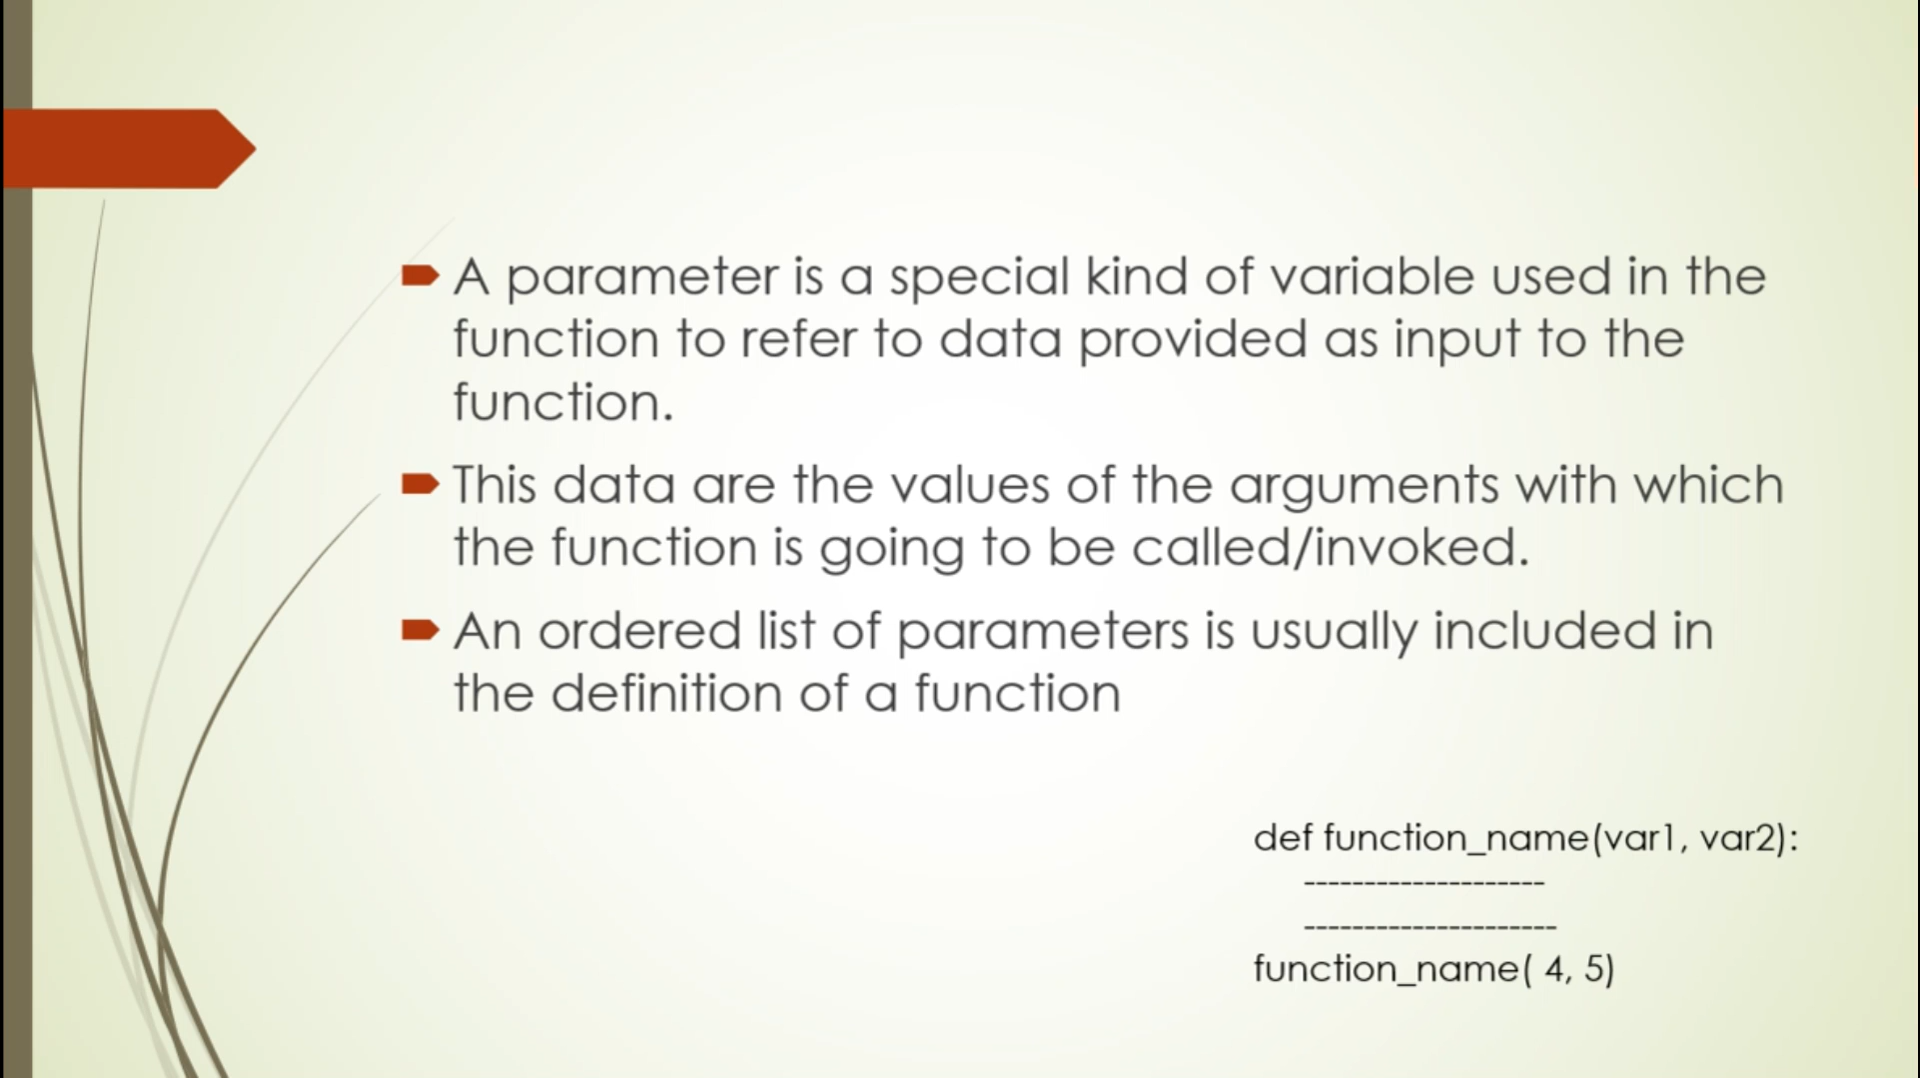 A parameter is a special kind of variable used in the
function to refer to data provided as input to the
function.
This data are the values of the arguments with which
the function is going to be called/invoked.
An ordered list of parameters is usually included in
the definition of a function
def function_name(var1, var2):
--------------------
---------------------
function_name( 4, 5)